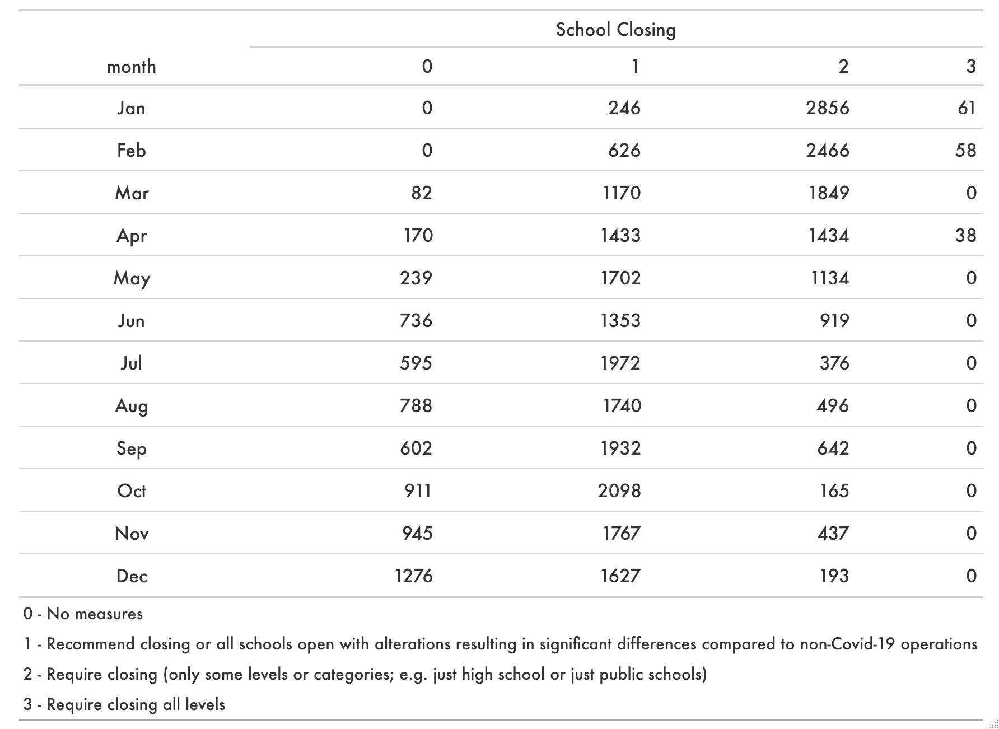 School Closing
month 0 1 2 3
Jan 0 246 2856 61
Feb 0 626 2466 58
Mar 82 1170 1849 0
Apr 170 1433 1434 38
May 239 1702 1134 0
Jun 736 1353 919 0
Jul 595 1972 376 0
Aug 788 1740 496 0
Sep 602 1932 642 0
Oct 911 2098 165 0
Nov 945 1767 437 0
Dec 1276 1627 193 0
0 - No measures
1 - Recommend closing or all schools open with alterations resulting in significant differences compared to non-Covid-19 operations
2 - Require closing (only some levels or categories; e.g. just high school or just public schools)
3 - Require closing all levels